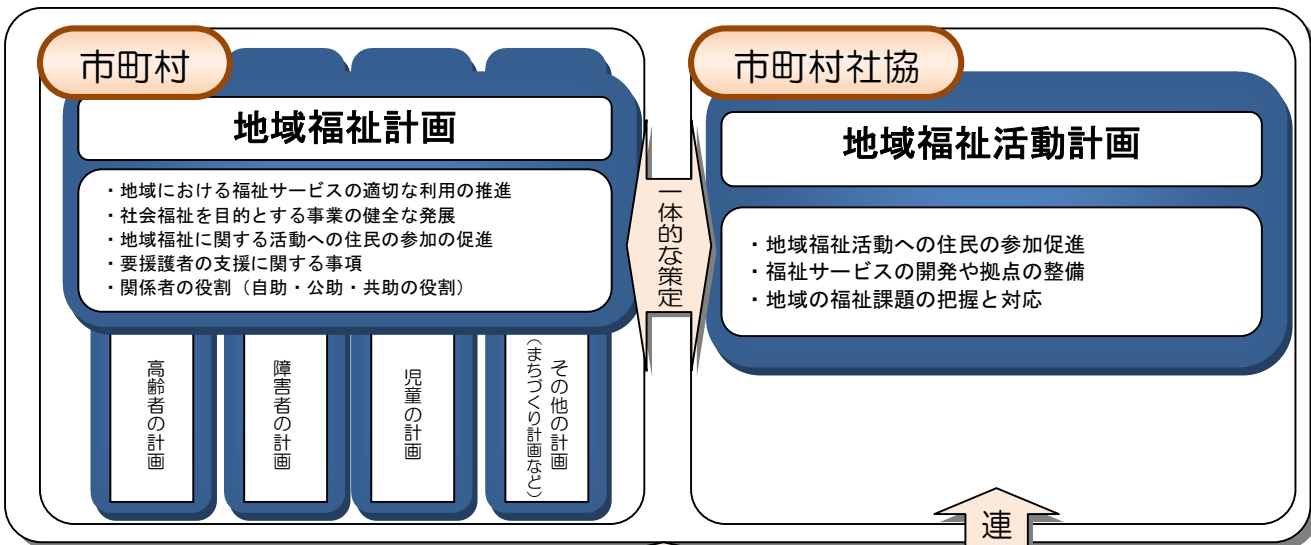 市町村
地域福祉計画
・地域における福祉サービスの適切な利用の推進
・社会福祉を目的とする事業の健全な発展
・地域福祉に関する活動への住民の参加の促進
・要援護者の支援に関する事項
・関係者の役割（自助・公助・共助の役割）
高齢者の計画
障害者の計画
児童の計画
その他の計画
（まちづくり計画など）
一体的な策定
市町村社協
地域福祉活動計画
・地域福祉活動への住民の参加促進
・福祉サービスの開発や拠点の整備
・地域の福祉課題の把握と対応
連